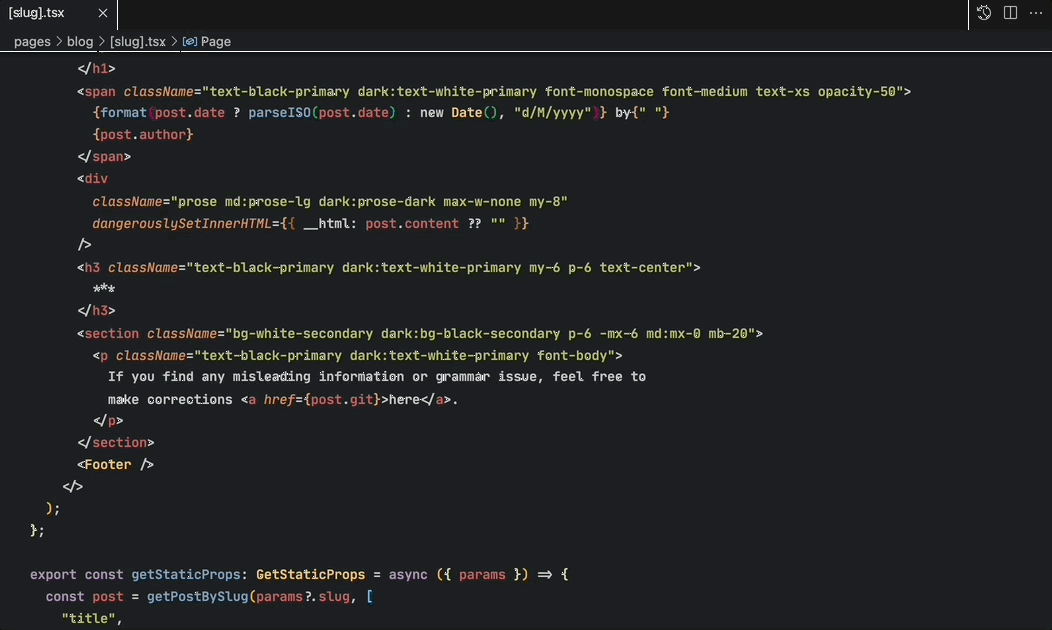 [slug].tsx
pages > blog > [slug].tsx > Page
</h1>
<span className="text-black-primary dark:text-white-primary font-monospace font-medium text-xs opacity-50">
{format(post.date ? parseISO(post.date) : new Date(), "d/M/yyyy")} by{" "}
{post.author}
</span>
<div
className="prose md:prose-lg dark:prose-dark max-w-none my-8"
dangerouslySetInnerHTML={{ __html: post.content ?? "" }}
/>
<h3 className="text-black-primary dark:text-white-primary my-6 p-6 text-center">
***
</h3>
<section className="bg-white-secondary dark:bg-black-secondary p-6 -mx-6 md:mx-0 mb-20">
<p className="text-black-primary dark:text-white-primary font-body">
If you find any misleading information or grammar issue, feel free to
make corrections <a href={post.git}>here</a>.
</p>
</section>
<Footer />
</>
);
};
export const getStaticProps: GetStaticProps = async ({ params }) => {
const post = getPostBySlug(params?.slug, [
"title",